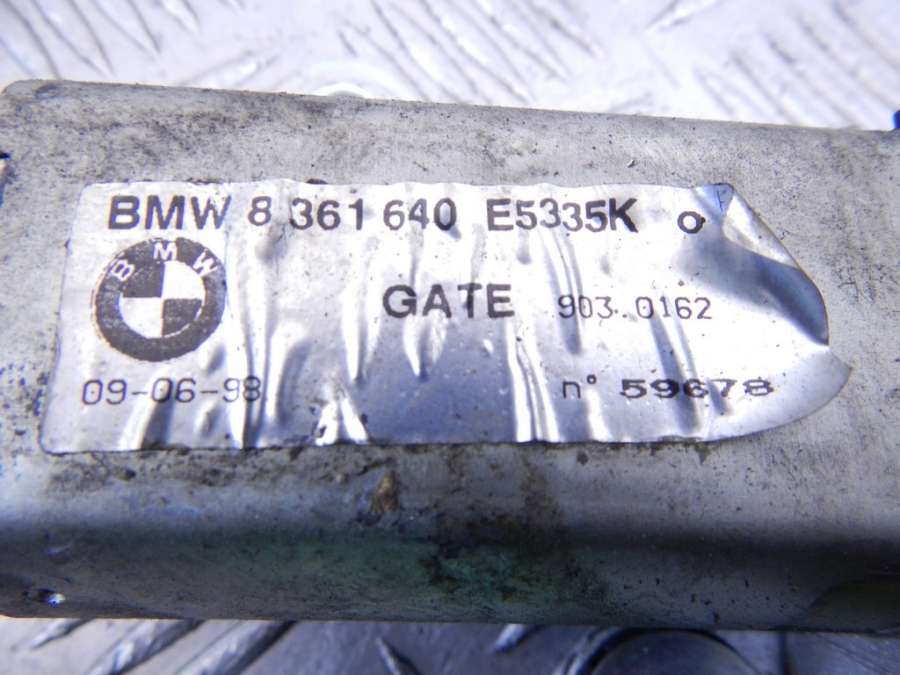 BMW 8 361 640 E5335K o
BMW
GATE 903.0162
09-06-98 n° 59678